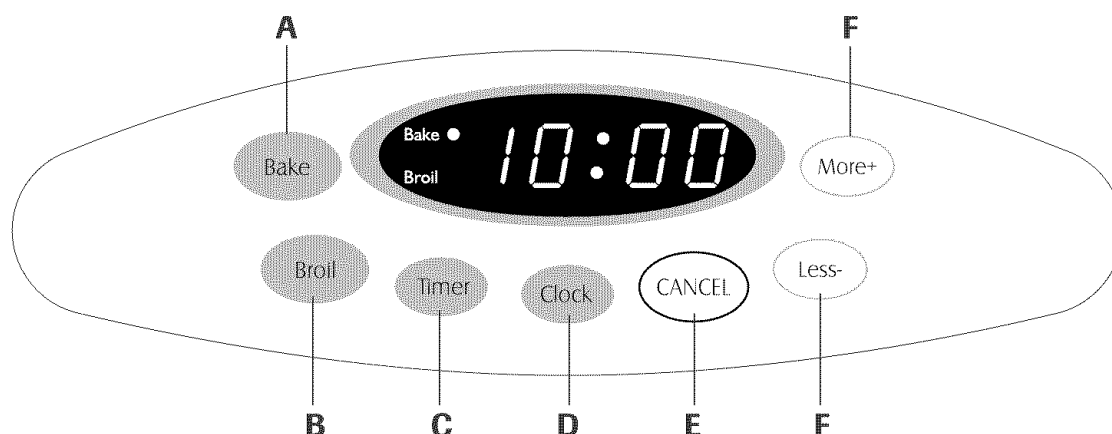 A F
Bake
Bake 10:00
Broil
More+
Broil
Timer
Clock
CANCEL
Less-
B C D E F